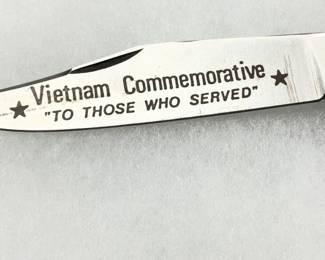 Vietnam Commemorative
"TO THOSE WHO SERVED"